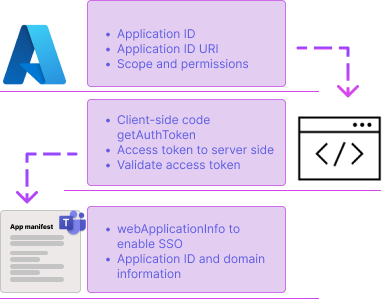 Application ID
Application ID URI
Scope and permissions
Client-side code
getAuthToken
Access token to server side
Validate access token
App manifest
T
webApplicationInfo to
enable SSO
Application ID and domain
information